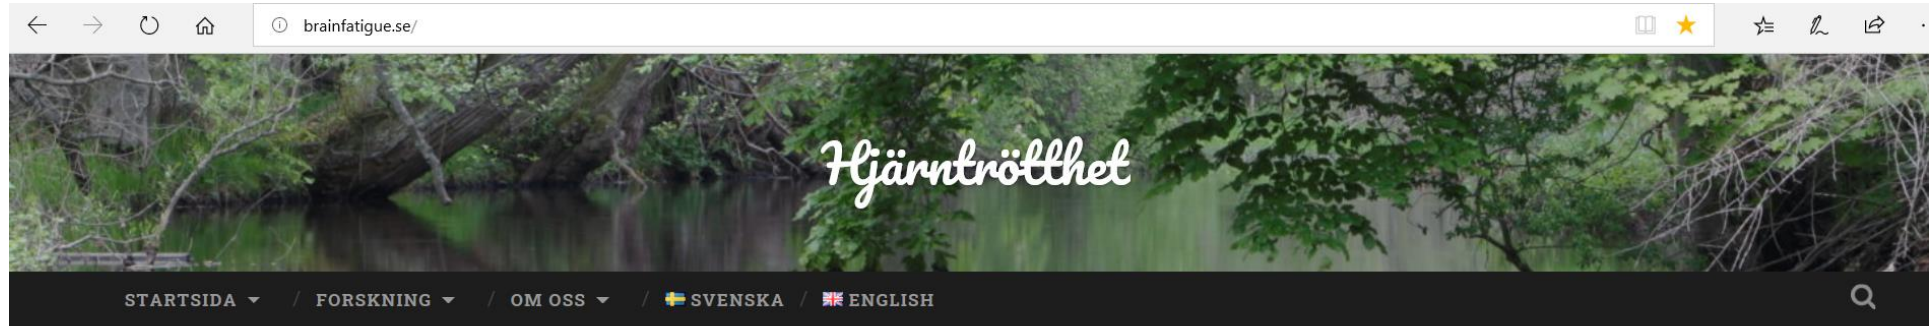 brainfatigue.se/
Hjärntrötthet
STARTSIDA / FORSKNING / OM OSS / SVENSKA / ENGLISH